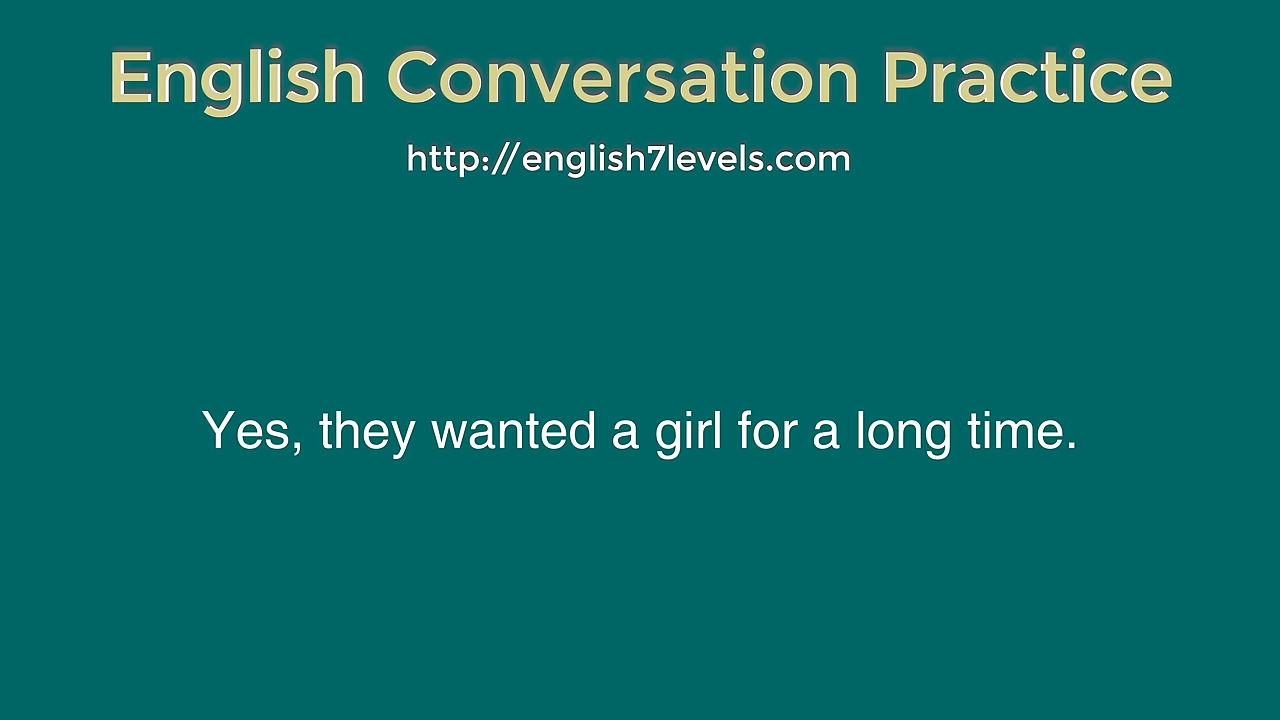 English Conversation Practice
http://english7levels.com
Yes, they wanted a girl for a long time.